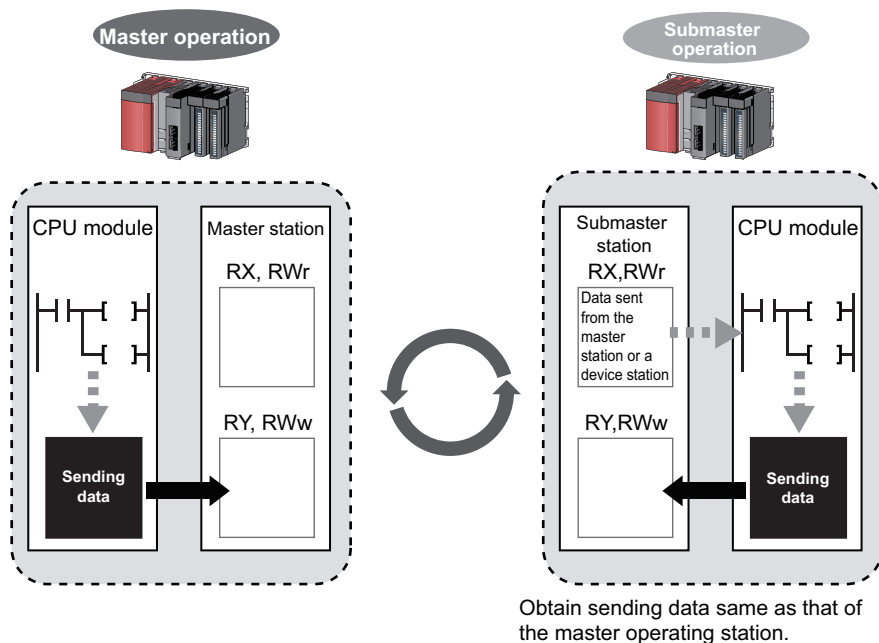 Master operation
Submaster
operation
CPU module
Master station
RX, RWr
RY, RWw
Sending
data
Submaster
station
RX,RWr
Data sent
from the
master
station or a
device station
RY,RWw
CPU module
Sending
data
Obtain sending data same as that of
the master operating station.